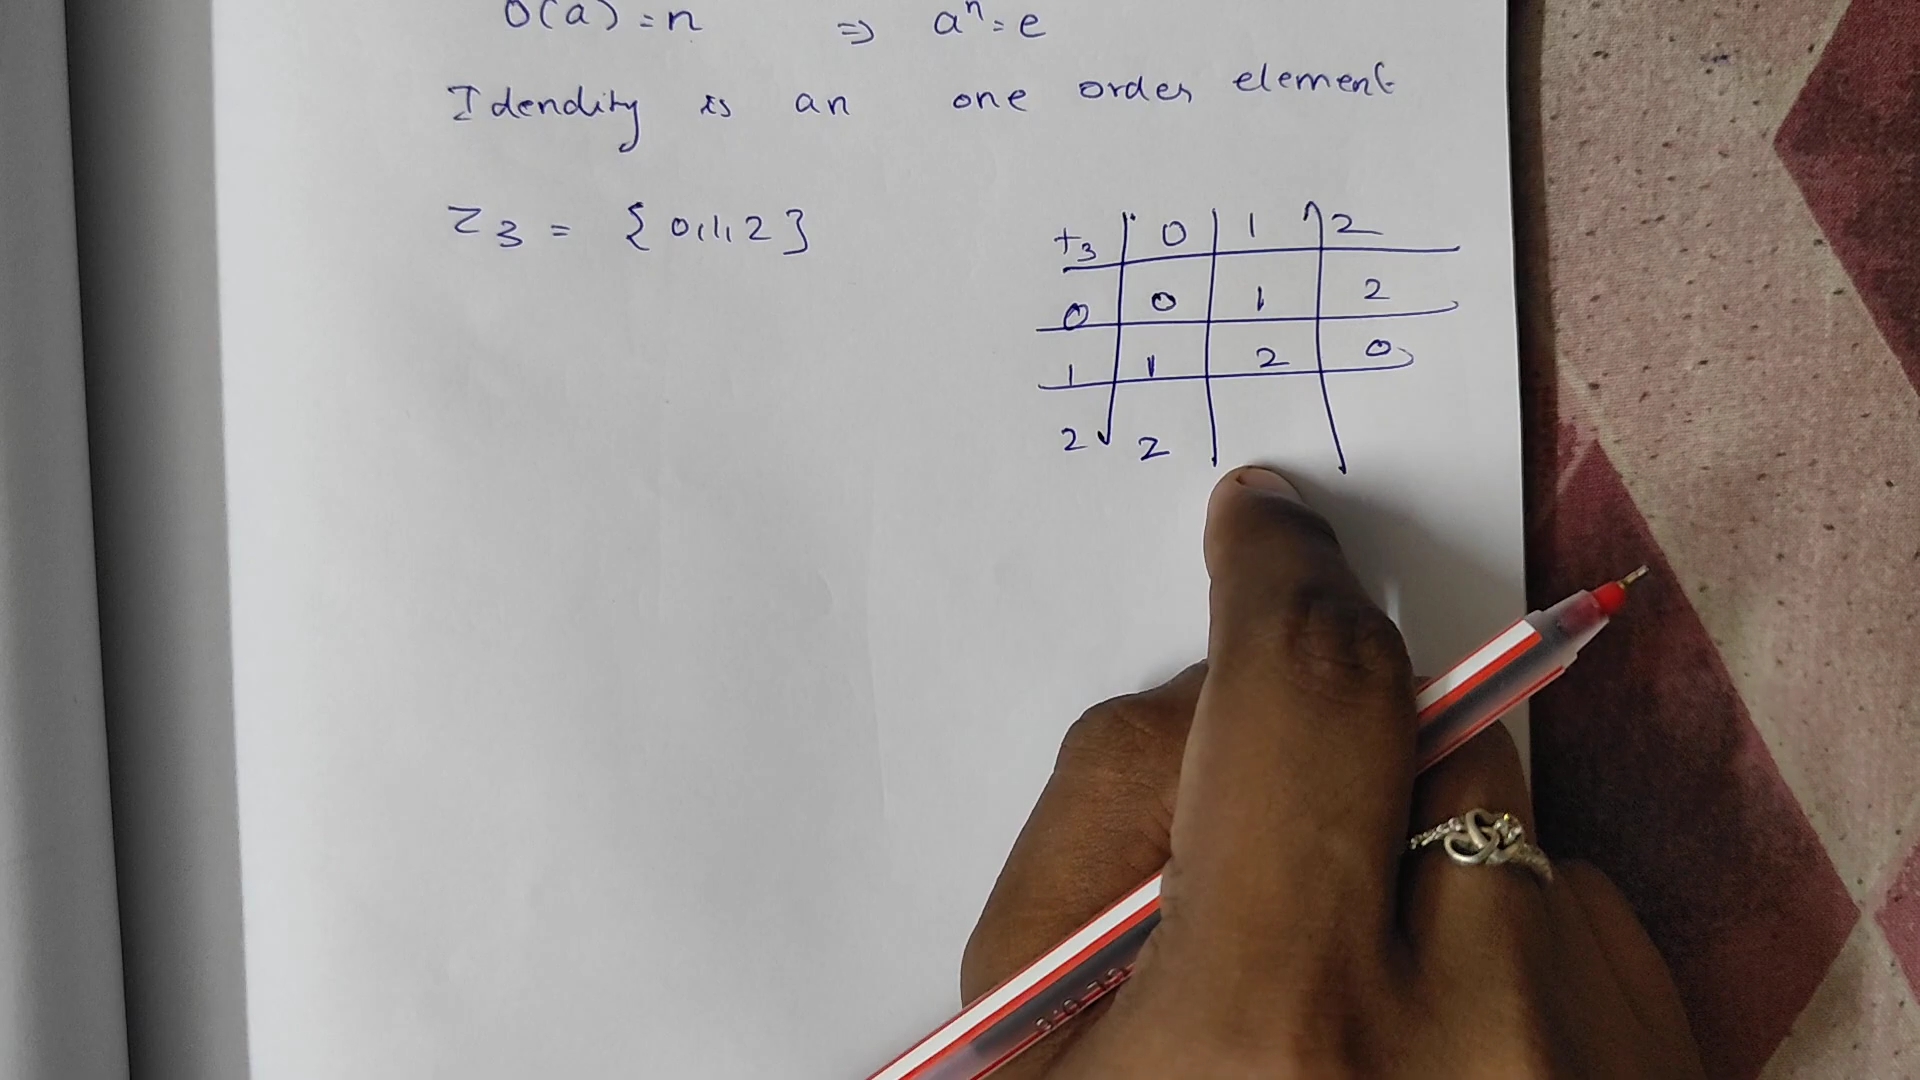 O(a) = n => aⁿ = e
Idendity is an one order element
Z3 = {0,1,2}
+3 0 1 2
0 0 1 2
1 1 2 0
2 2